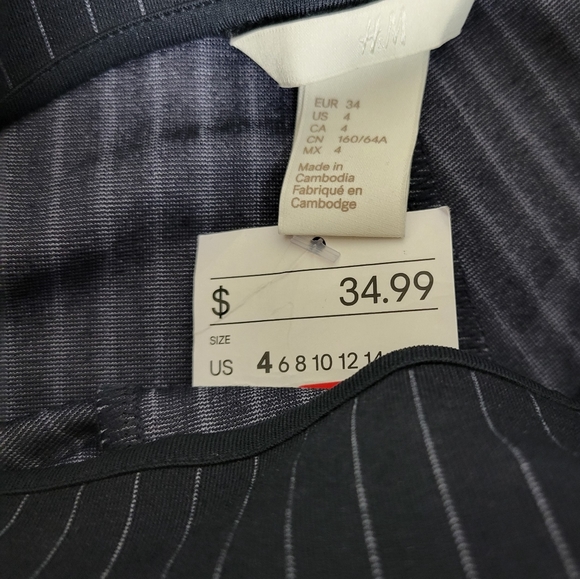 H&M
EUR 34
US 4
CA 4
CN 160/64A
MX 4
Made in
Cambodia
Fabriqué en
Cambodge
$ 34.99
SIZE
US 4 6 8 10 12 14